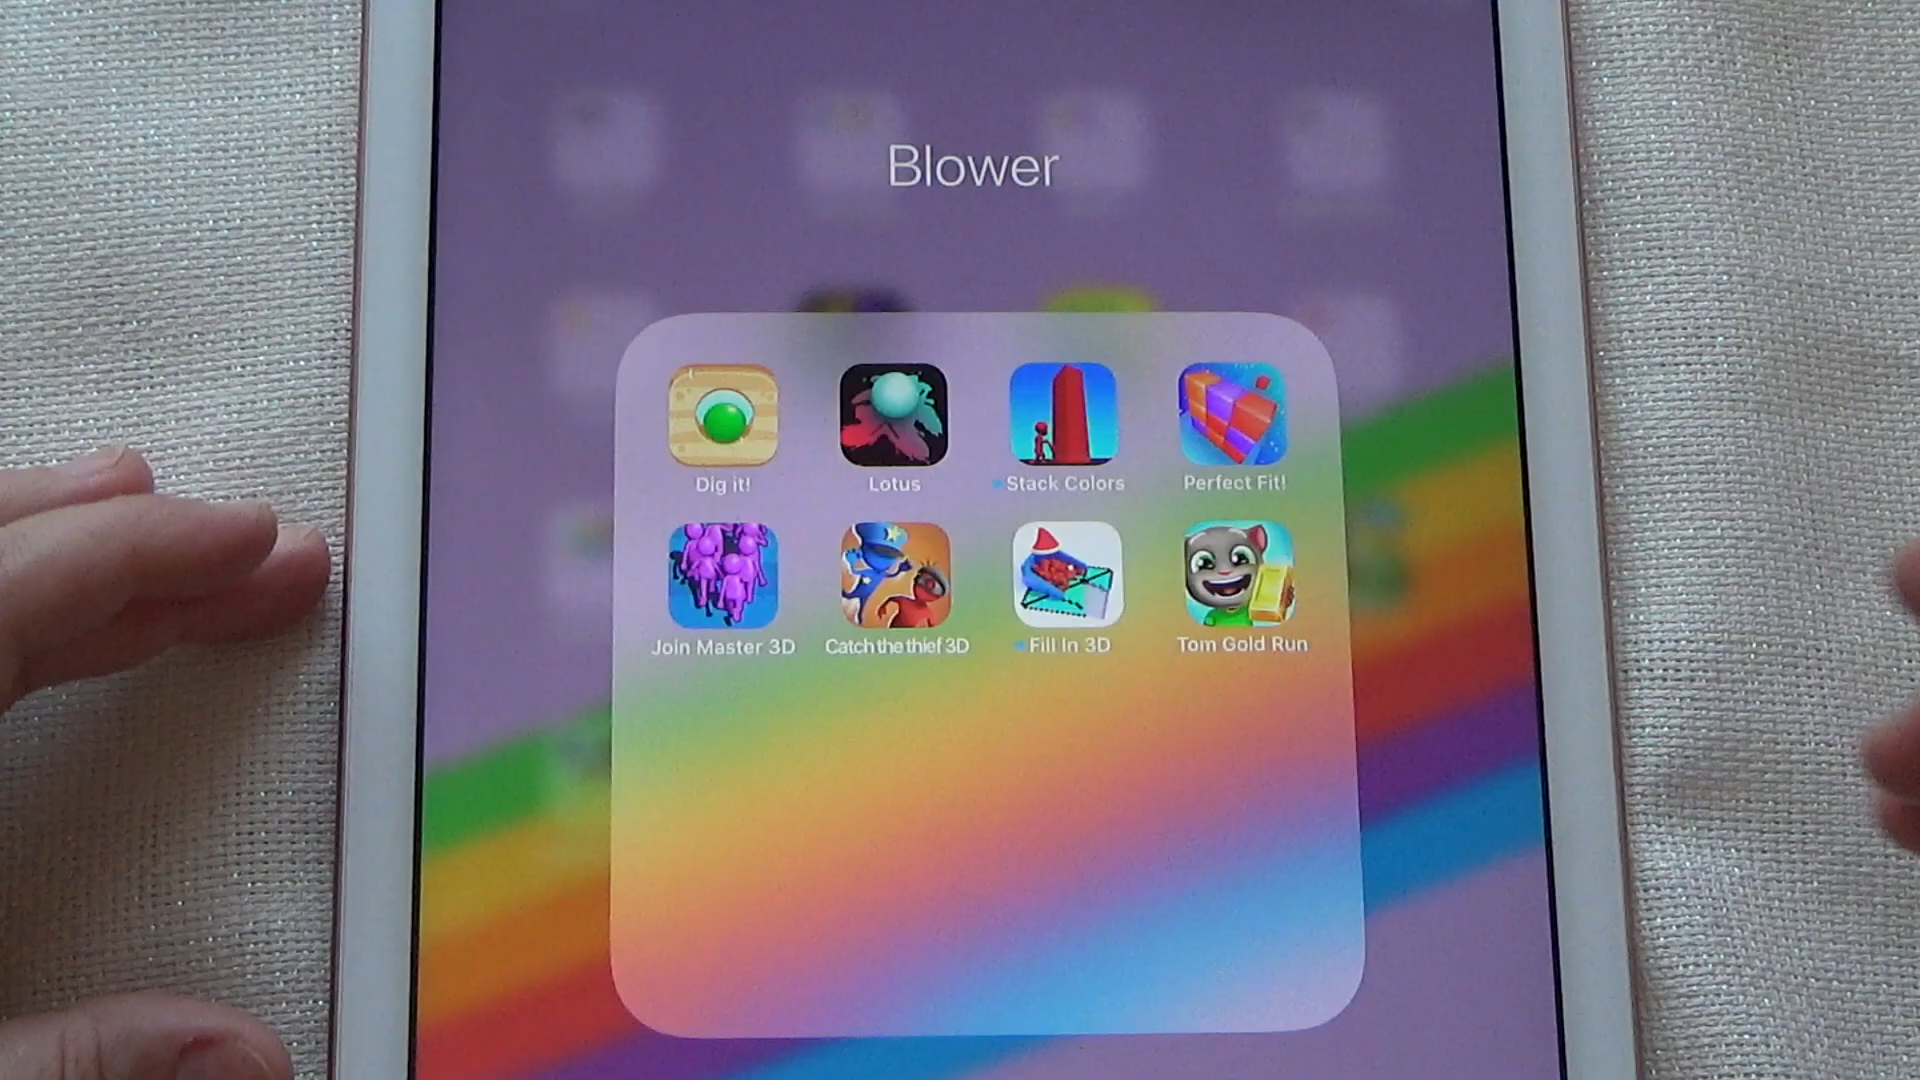 Blower
Dig it!
Lotus
Stack Colors
Perfect Fit!
Join Master 3D
Catch the thief 3D
Fill In 3D
Tom Gold Run